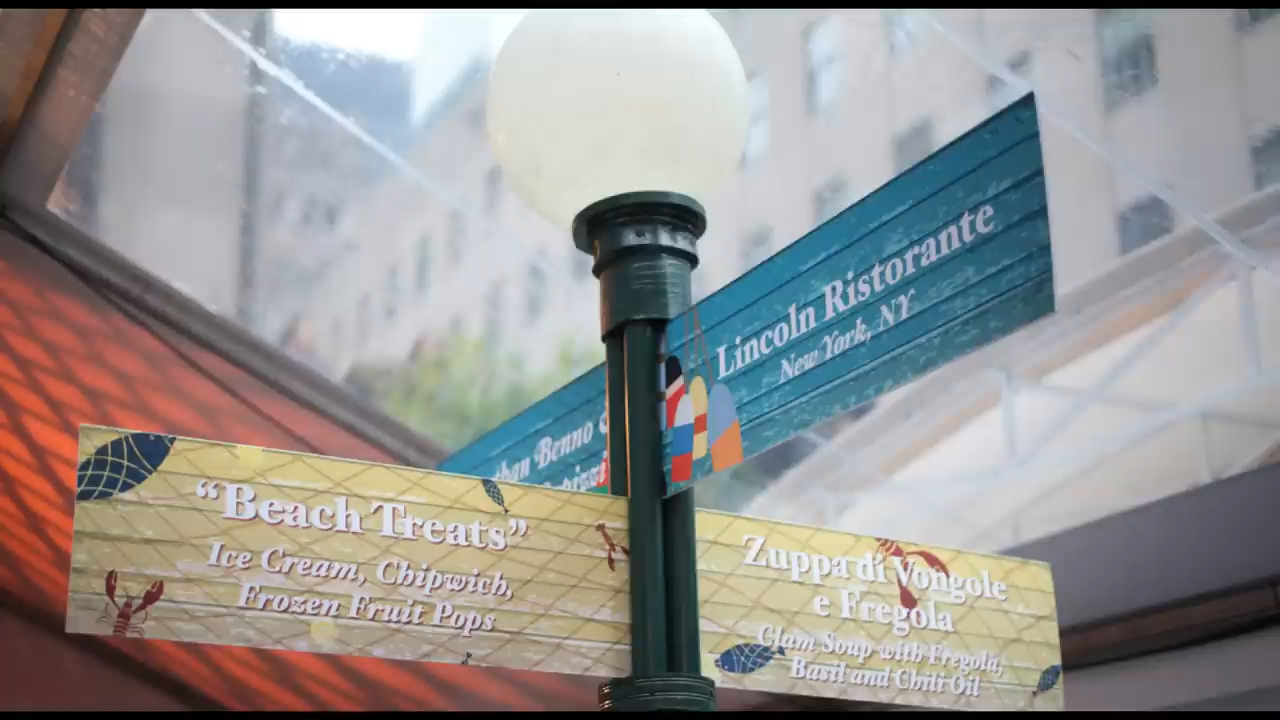 Lincoln Ristorante
New York, NY
Benno
"Beach Treats"
Ice Cream, Chipwich,
Frozen Fruit Pops
Zuppa di Vongole
e Fregola
Clam Soup with Fregola,
Basil and Chili Oil